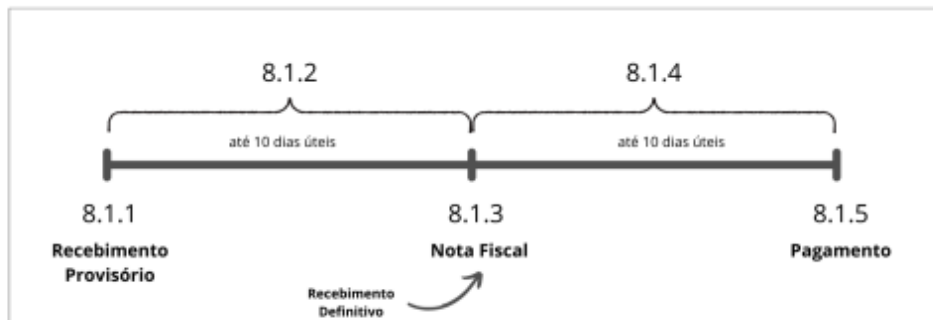 8.1.2
8.1.4
até 10 dias úteis
até 10 dias úteis
8.1.1
8.1.3
8.1.5
Recebimento
Provisório
Nota Fiscal
Pagamento
Recebimento
Definitivo